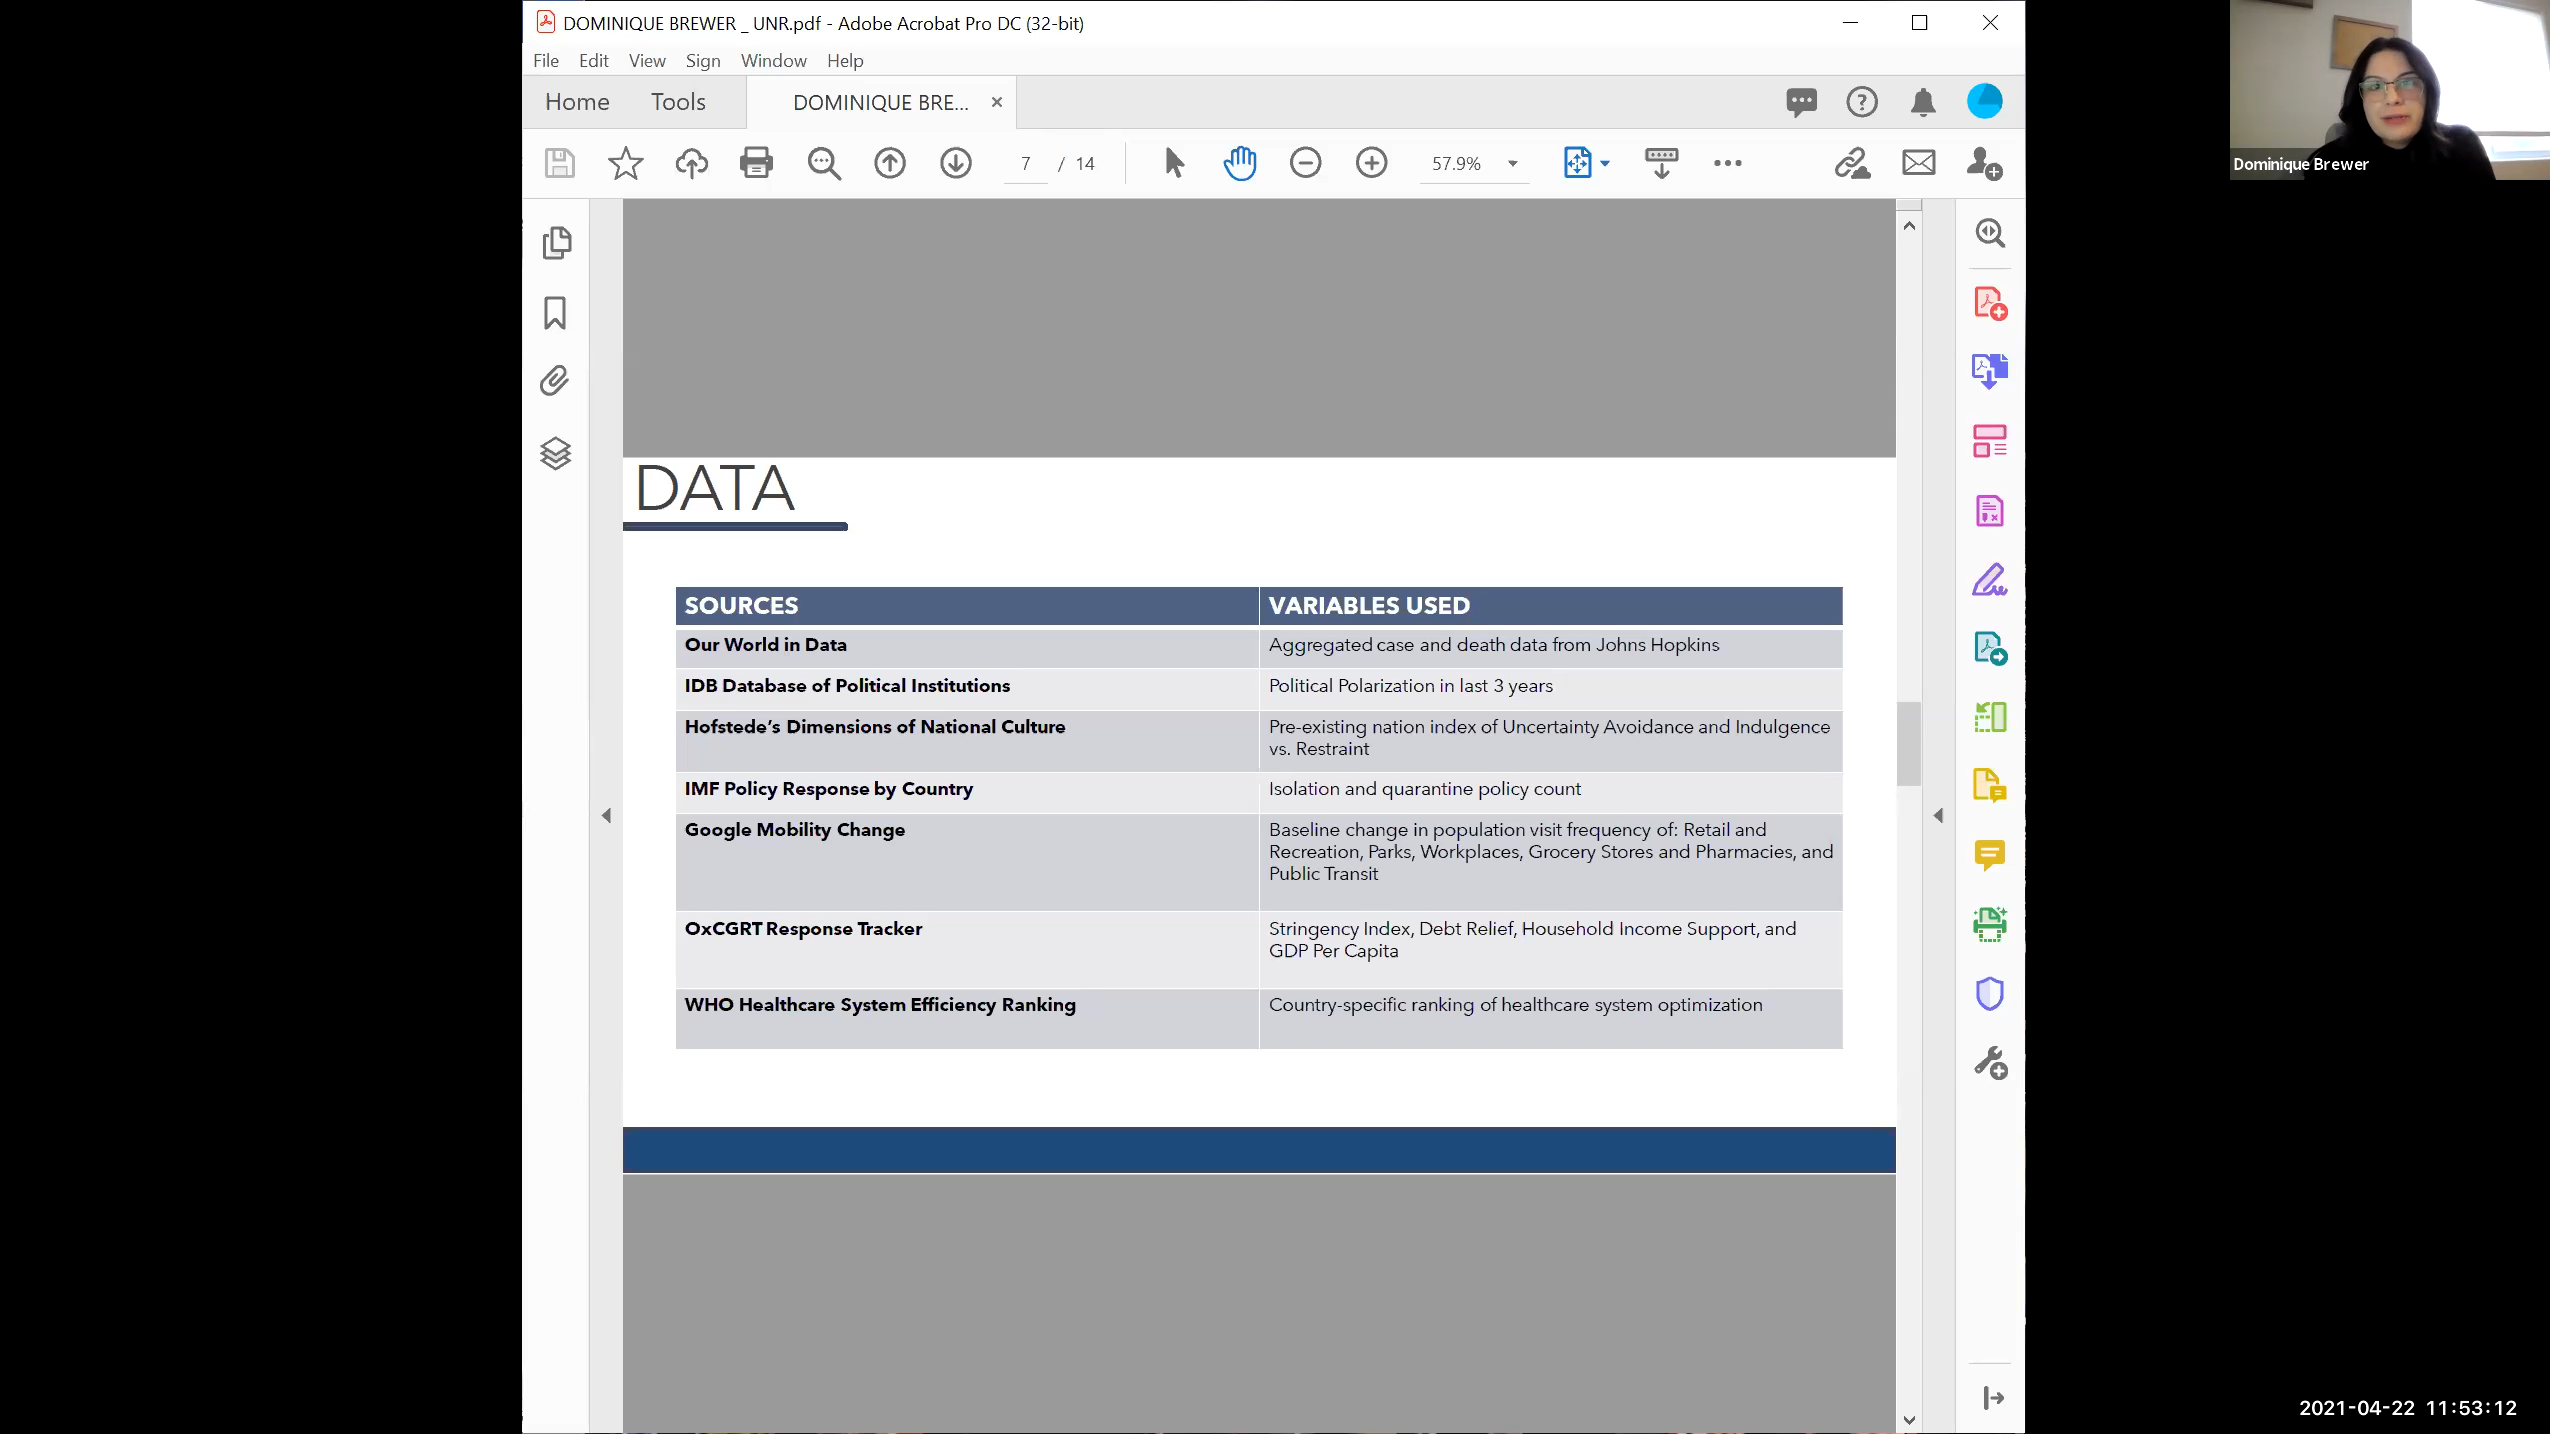 DOMINIQUE BREWER _ UNR.pdf - Adobe Acrobat Pro DC (32-bit)
File Edit View Sign Window Help
Home Tools DOMINIQUE BRE...
7 / 14 57.9%
Dominique Brewer
DATA
SOURCES VARIABLES USED
Our World in Data Aggregated case and death data from Johns Hopkins
IDB Database of Political Institutions Political Polarization in last 3 years
Hofstede's Dimensions of National Culture Pre-existing nation index of Uncertainty Avoidance and Indulgence
vs. Restraint
IMF Policy Response by Country Isolation and quarantine policy count
Google Mobility Change Baseline change in population visit frequency of: Retail and
Recreation, Parks, Workplaces, Grocery Stores and Pharmacies, and
Public Transit
OxCGRT Response Tracker Stringency Index, Debt Relief, Household Income Support, and
GDP Per Capita
WHO Healthcare System Efficiency Ranking Country-specific ranking of healthcare system optimization
2021-04-22 11:53:12